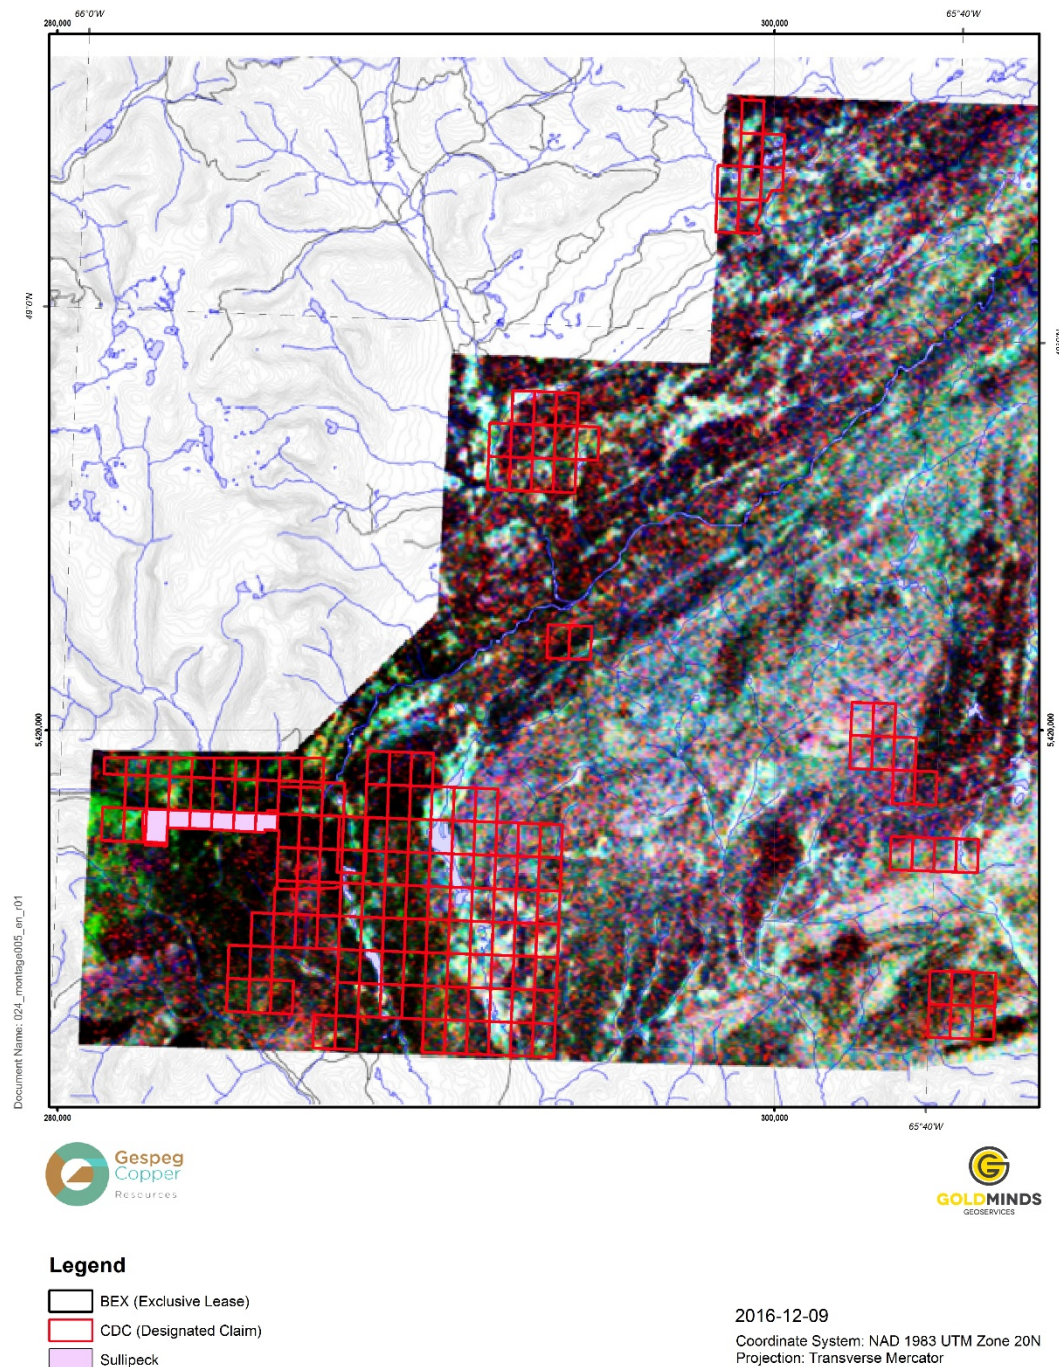 66°0'W
65°40'W
280,000
300,000
49°0'N
5,420,000
5,420,000
Document Name: 024_montage005_en_r01
280,000
300,000
65°40'W
Gespeg
Copper
Resources
GOLDMINDS
GEOSERVICES
Legend
BEX (Exclusive Lease)
CDC (Designated Claim)
Sullipeck
2016-12-09
Coordinate System: NAD 1983 UTM Zone 20N
Projection: Transverse Mercator